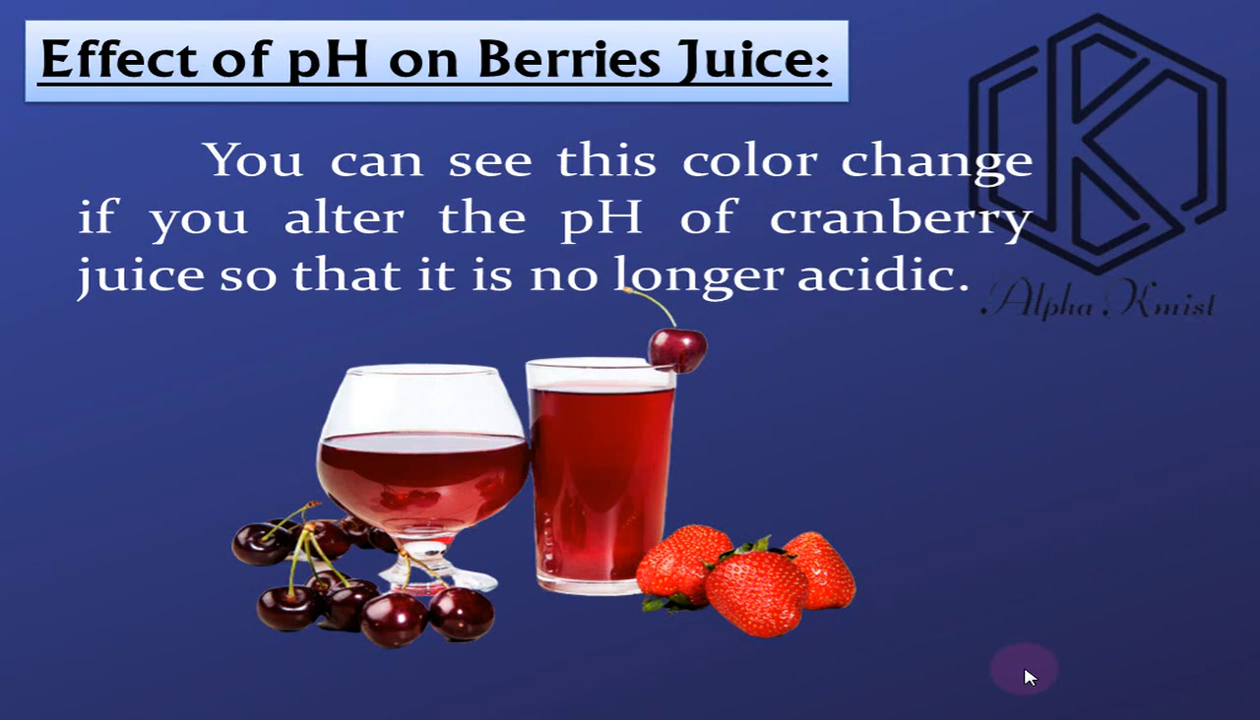 Effect of pH on Berries Juice:
You can see this color change
if you alter the pH of cranberry
juice so that it is no longer acidic.
Alpha Kmist